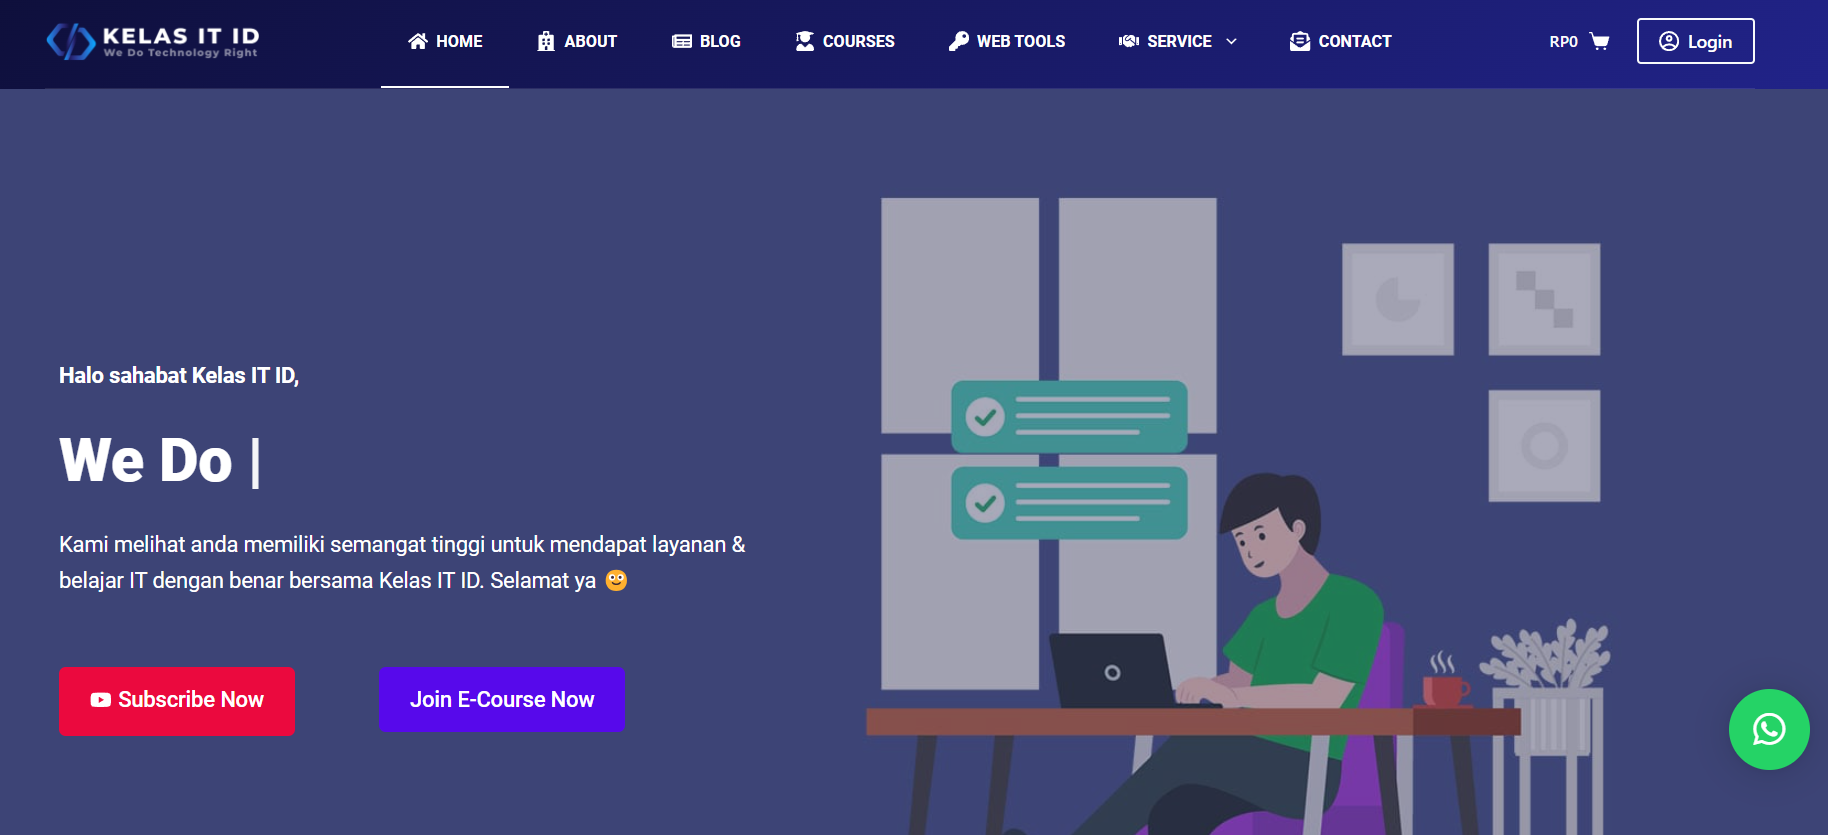 KELAS IT ID
We Do Technology Right
HOME
ABOUT
BLOG
COURSES
WEB TOOLS
SERVICE
CONTACT
RP0
Login
Halo sahabat Kelas IT ID,
We Do |
Kami melihat anda memiliki semangat tinggi untuk mendapat layanan &
belajar IT dengan benar bersama Kelas IT ID. Selamat ya 🙂
Subscribe Now
Join E-Course Now